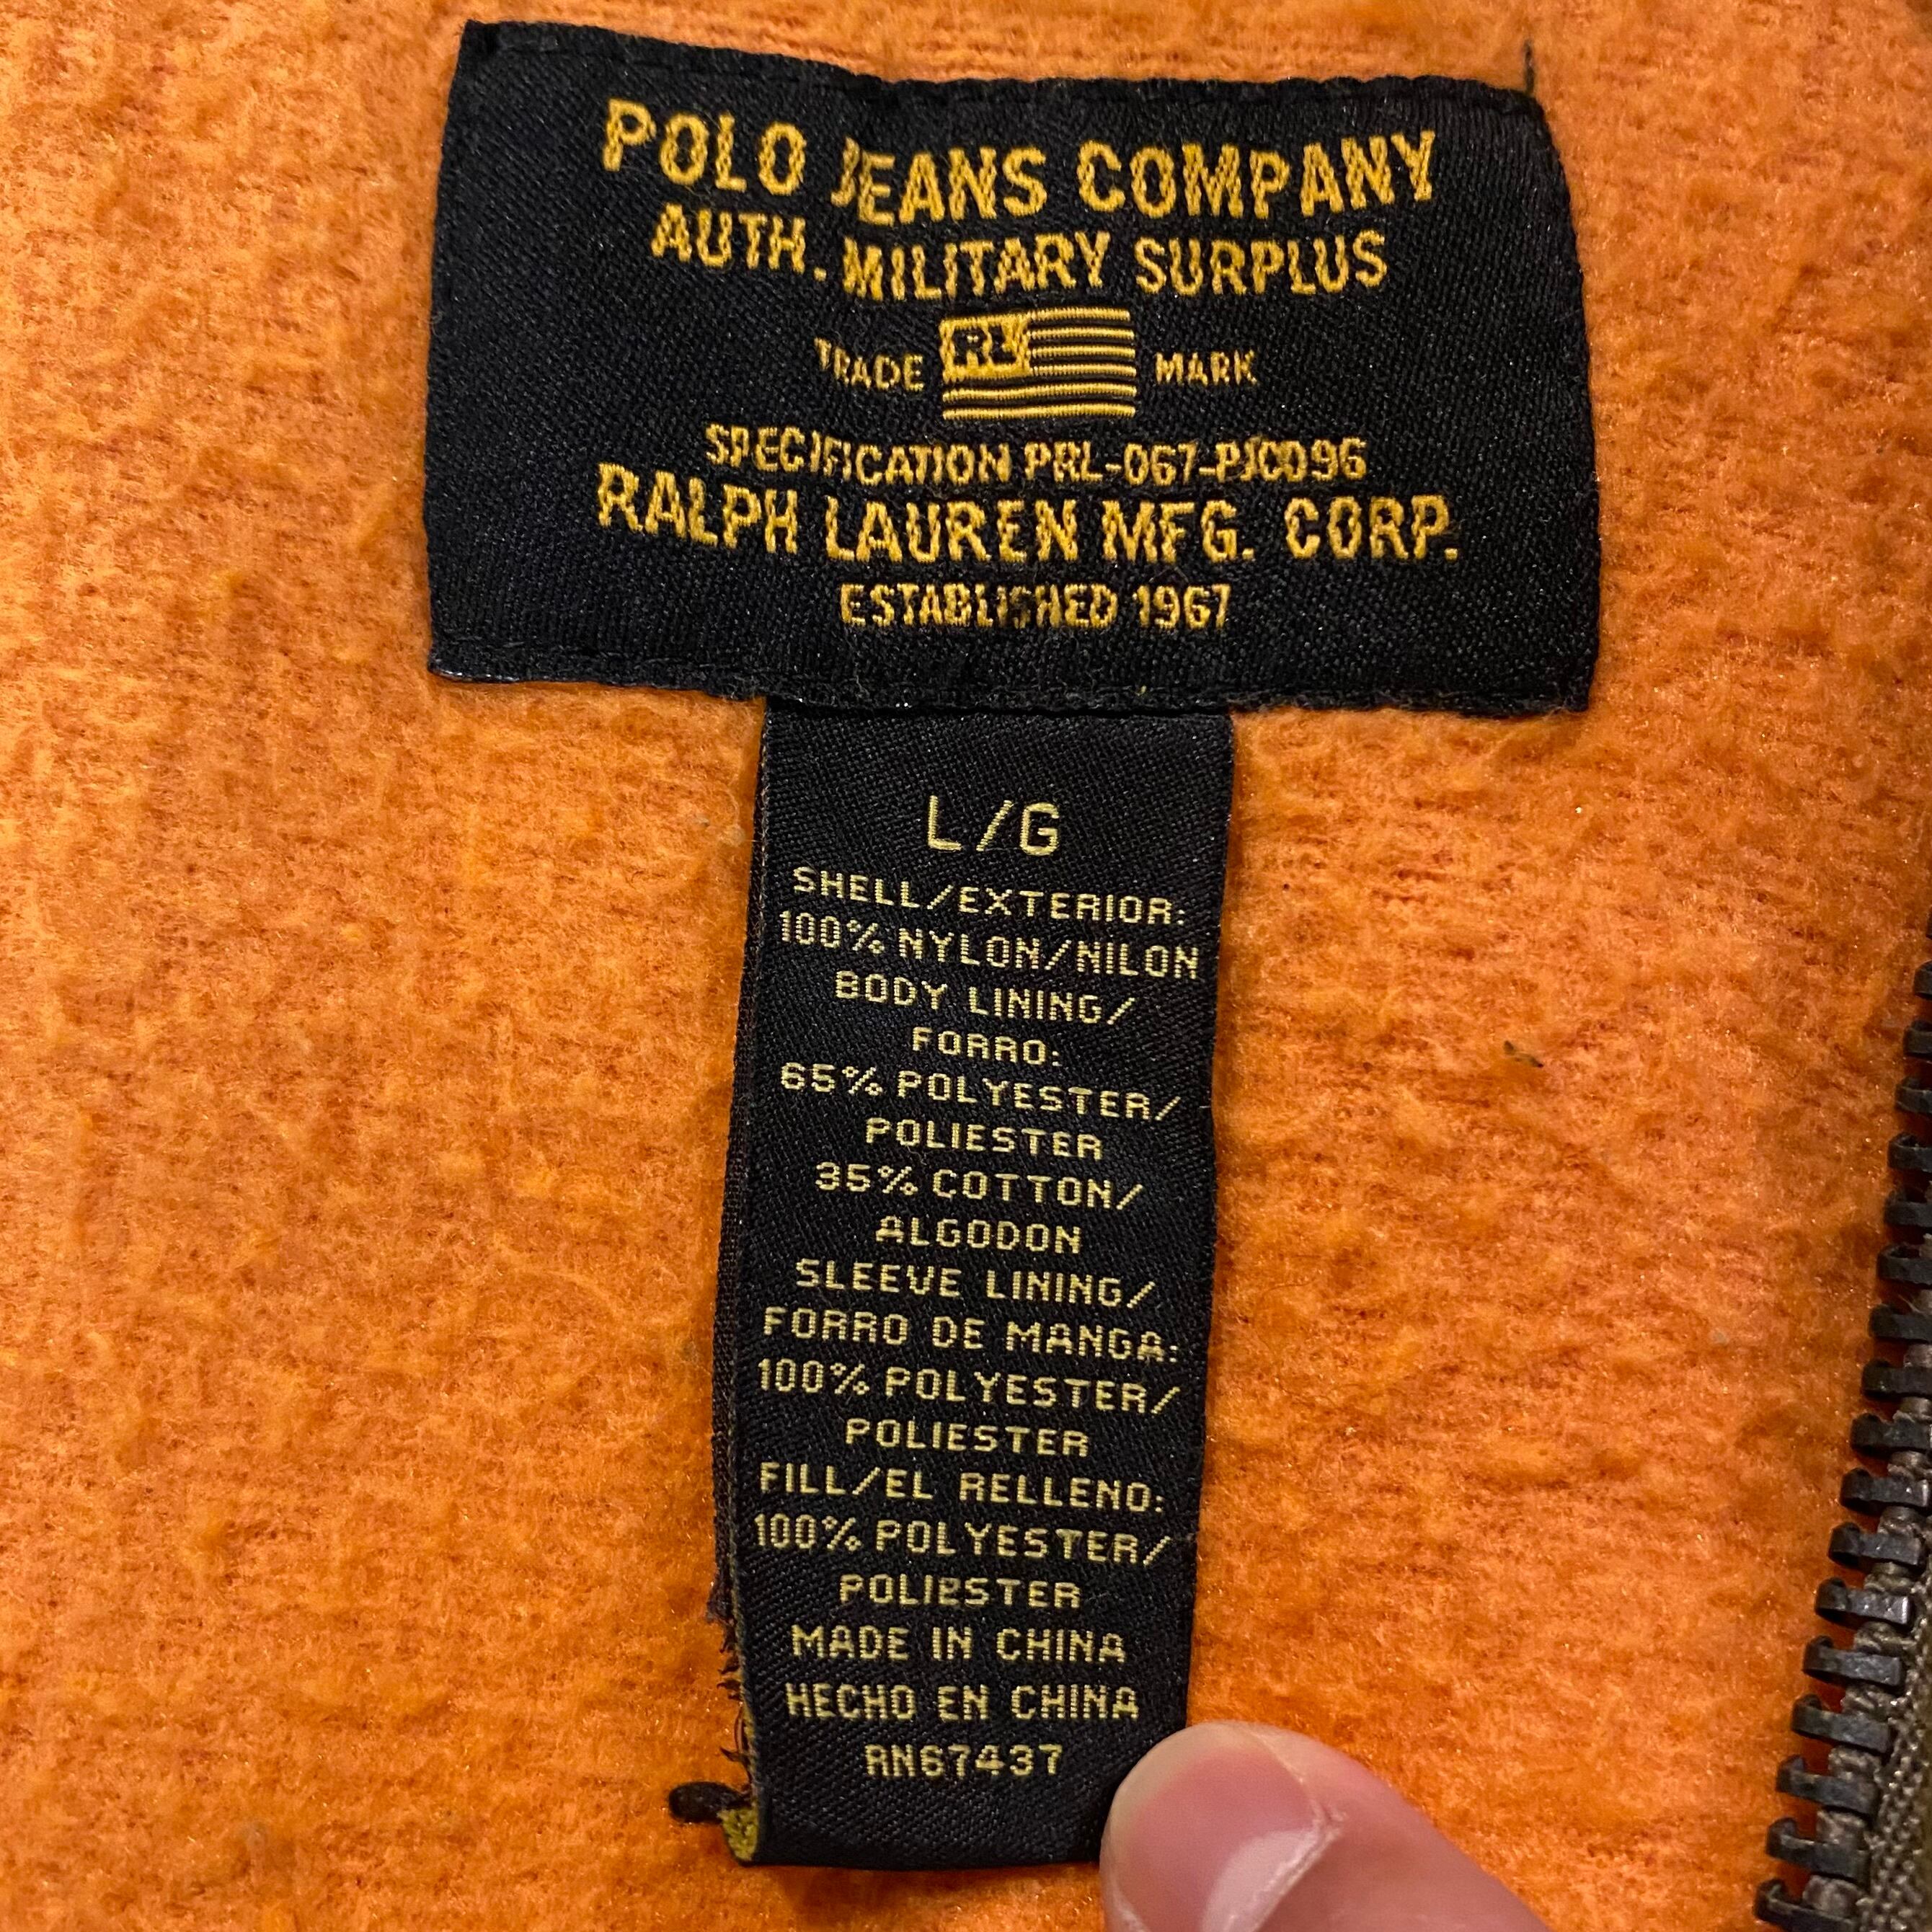 POLO JEANS COMPANY
AUTH. MILITARY SURPLUS
TRADE RL MARK
SPECIFICATION PRL-067-PJC096
RALPH LAUREN MFG. CORP.
ESTABLISHED 1967
L/G
SHELL/EXTERIOR:
100% NYLON/NILON
BODY LINING/
FORRO:
65% POLYESTER/
POLIESTER
35% COTTON/
ALGODON
SLEEVE LINING/
FORRO DE MANGA:
100% POLYESTER/
POLIESTER
FILL/EL RELLENO:
100% POLYESTER/
POLIESTER
MADE IN CHINA
HECHO EN CHINA
RN67437